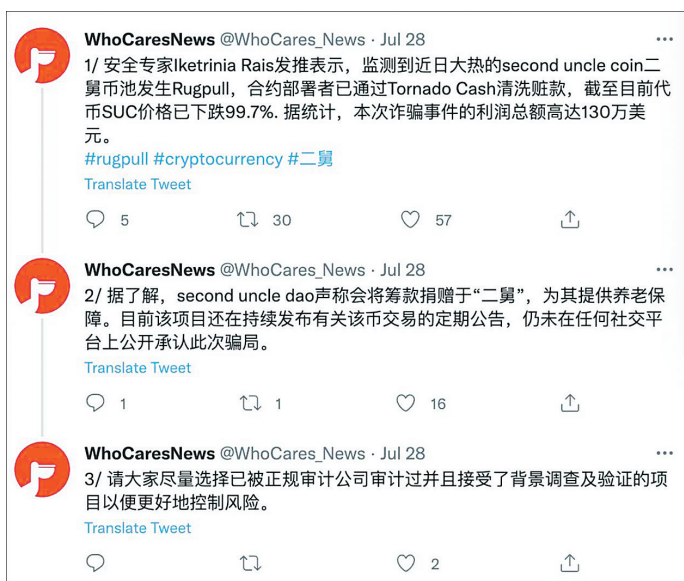 WhoCaresNews @WhoCares_News · Jul 28
1/ 安全专家Iketrinia Rais发推表示，监测到近日大热的second uncle coin二
舅币池发生Rugpull，合约部署者已通过Tornado Cash清洗赃款，截至目前代
币SUC价格已下跌99.7%. 据统计，本次诈骗事件的利润总额高达130万美
元。
#rugpull #cryptocurrency #二舅
Translate Tweet
5 30 57
WhoCaresNews @WhoCares_News · Jul 28
2/ 据了解，second uncle dao声称会将筹款捐赠于“二舅”，为其提供养老保
障。目前该项目还在持续发布有关该币交易的定期公告，仍未在任何社交平
台上公开承认此次骗局。
Translate Tweet
1 1 16
WhoCaresNews @WhoCares_News · Jul 28
3/ 请大家尽量选择已被正规审计公司审计过并且接受了背景调查及验证的项
目以便更好地控制风险。
Translate Tweet
2